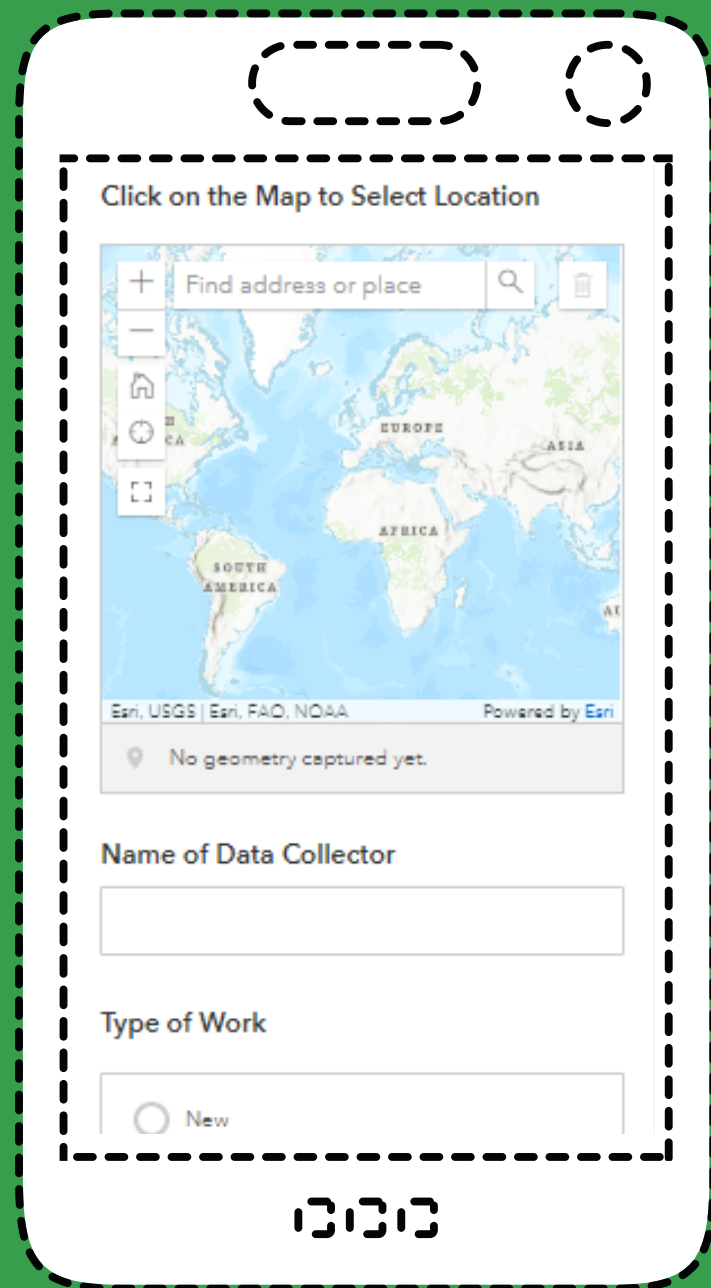 Click on the Map to Select Location
Find address or place
EUROPE
ASIA
AFRICA
SOUTH
AMERICA
Esri, USGS | Esri, FAO, NOAA Powered by Esri
No geometry captured yet.
Name of Data Collector
Type of Work
New